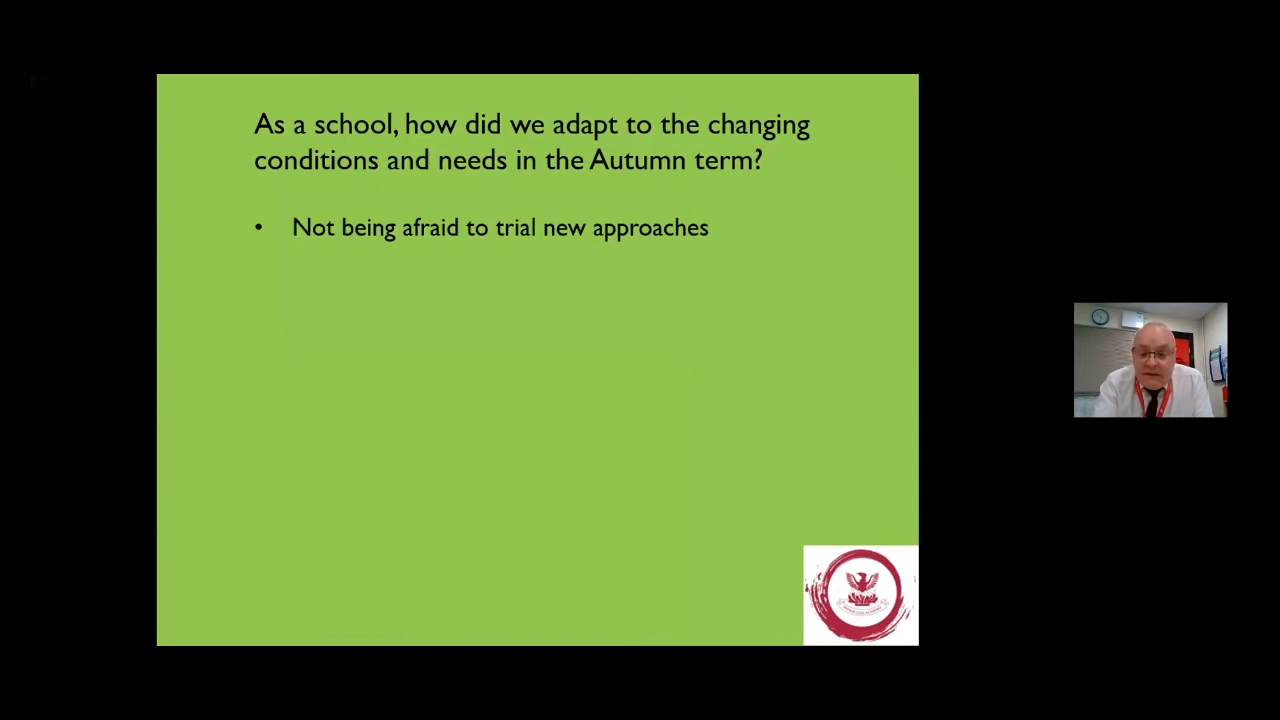 As a school, how did we adapt to the changing
conditions and needs in the Autumn term?
• Not being afraid to trial new approaches